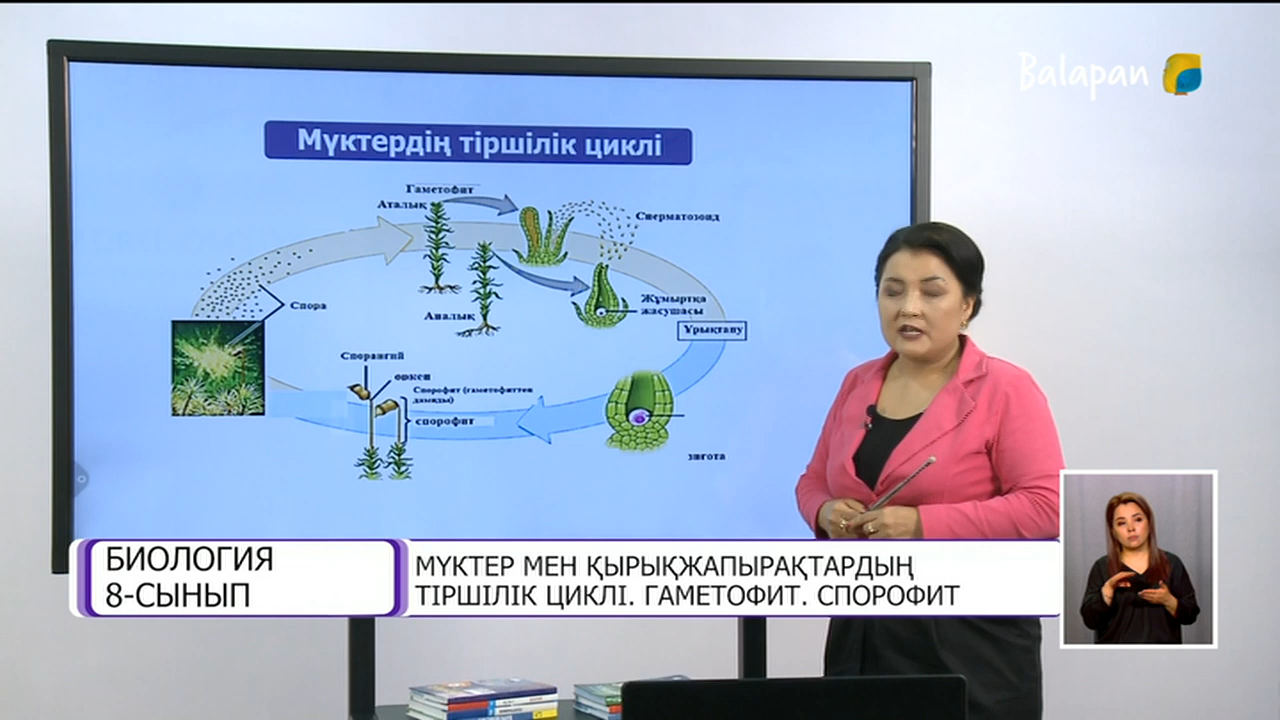 Balapan
Мүктердің тіршілік циклі
Гаметофит
Аталық
Сперматозоид
Спора
Жұмыртқа
жасушасы
Аналық
Ұрықтану
Спорангий
өскен
Спорофит (гаметофиттен
дамиды)
спорофит
зигота
БИОЛОГИЯ
8-СЫНЫП
МҮКТЕР МЕН ҚЫРЫҚЖАПЫРАҚТАРДЫҢ
ТІРШІЛІК ЦИКЛІ. ГАМЕТОФИТ. СПОРОФИТ